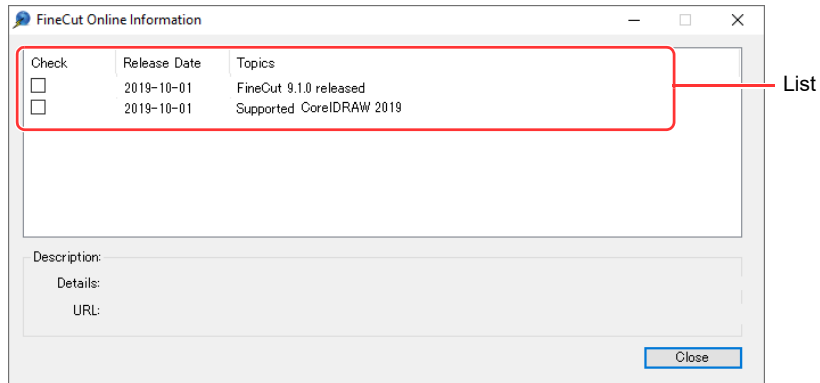 FineCut Online Information
Check Release Date Topics
2019-10-01 FineCut 9.1.0 released
2019-10-01 Supported CorelDRAW 2019
List
Description:
Details:
URL:
Close